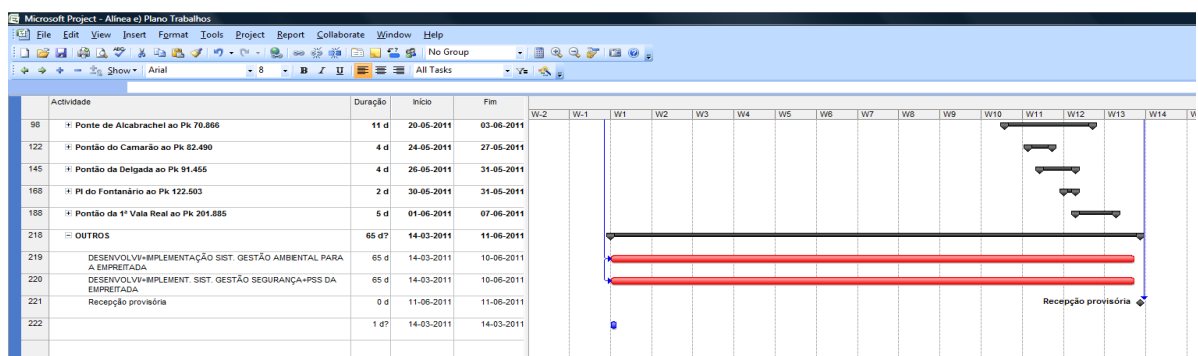 Microsoft Project - Alínea e) Plano Trabalhos
File Edit View Insert Format Tools Project Report Collaborate Window Help
No Group
Show Arial 8 B I U All Tasks
Actividade Duração Início Fim
W-2 W-1 W1 W2 W3 W4 W5 W6 W7 W8 W9 W10 W11 W12 W13 W14
98 Ponte de Alcabrachel ao Pk 70.866 11 d 20-05-2011 03-06-2011
122 Pontão do Camarão ao Pk 82.490 4 d 24-05-2011 27-05-2011
145 Pontão da Delgada ao Pk 91.455 4 d 26-05-2011 31-05-2011
168 PI do Fontanário ao Pk 122.503 2 d 30-05-2011 31-05-2011
188 Pontão da 1ª Vala Real ao Pk 201.885 5 d 01-06-2011 07-06-2011
218 OUTROS 65 d? 14-03-2011 11-06-2011
219 DESENVOLV/+IMPLEMENTAÇÃO SIST. GESTÃO AMBIENTAL PARA 65 d 14-03-2011 10-06-2011
A EMPREITADA
220 DESENVOLV/+IMPLEMENT. SIST. GESTÃO SEGURANÇA+PSS DA 65 d 14-03-2011 10-06-2011
EMPREITADA
221 Recepção provisória 0 d 11-06-2011 11-06-2011
Recepção provisória
222 1 d? 14-03-2011 14-03-2011